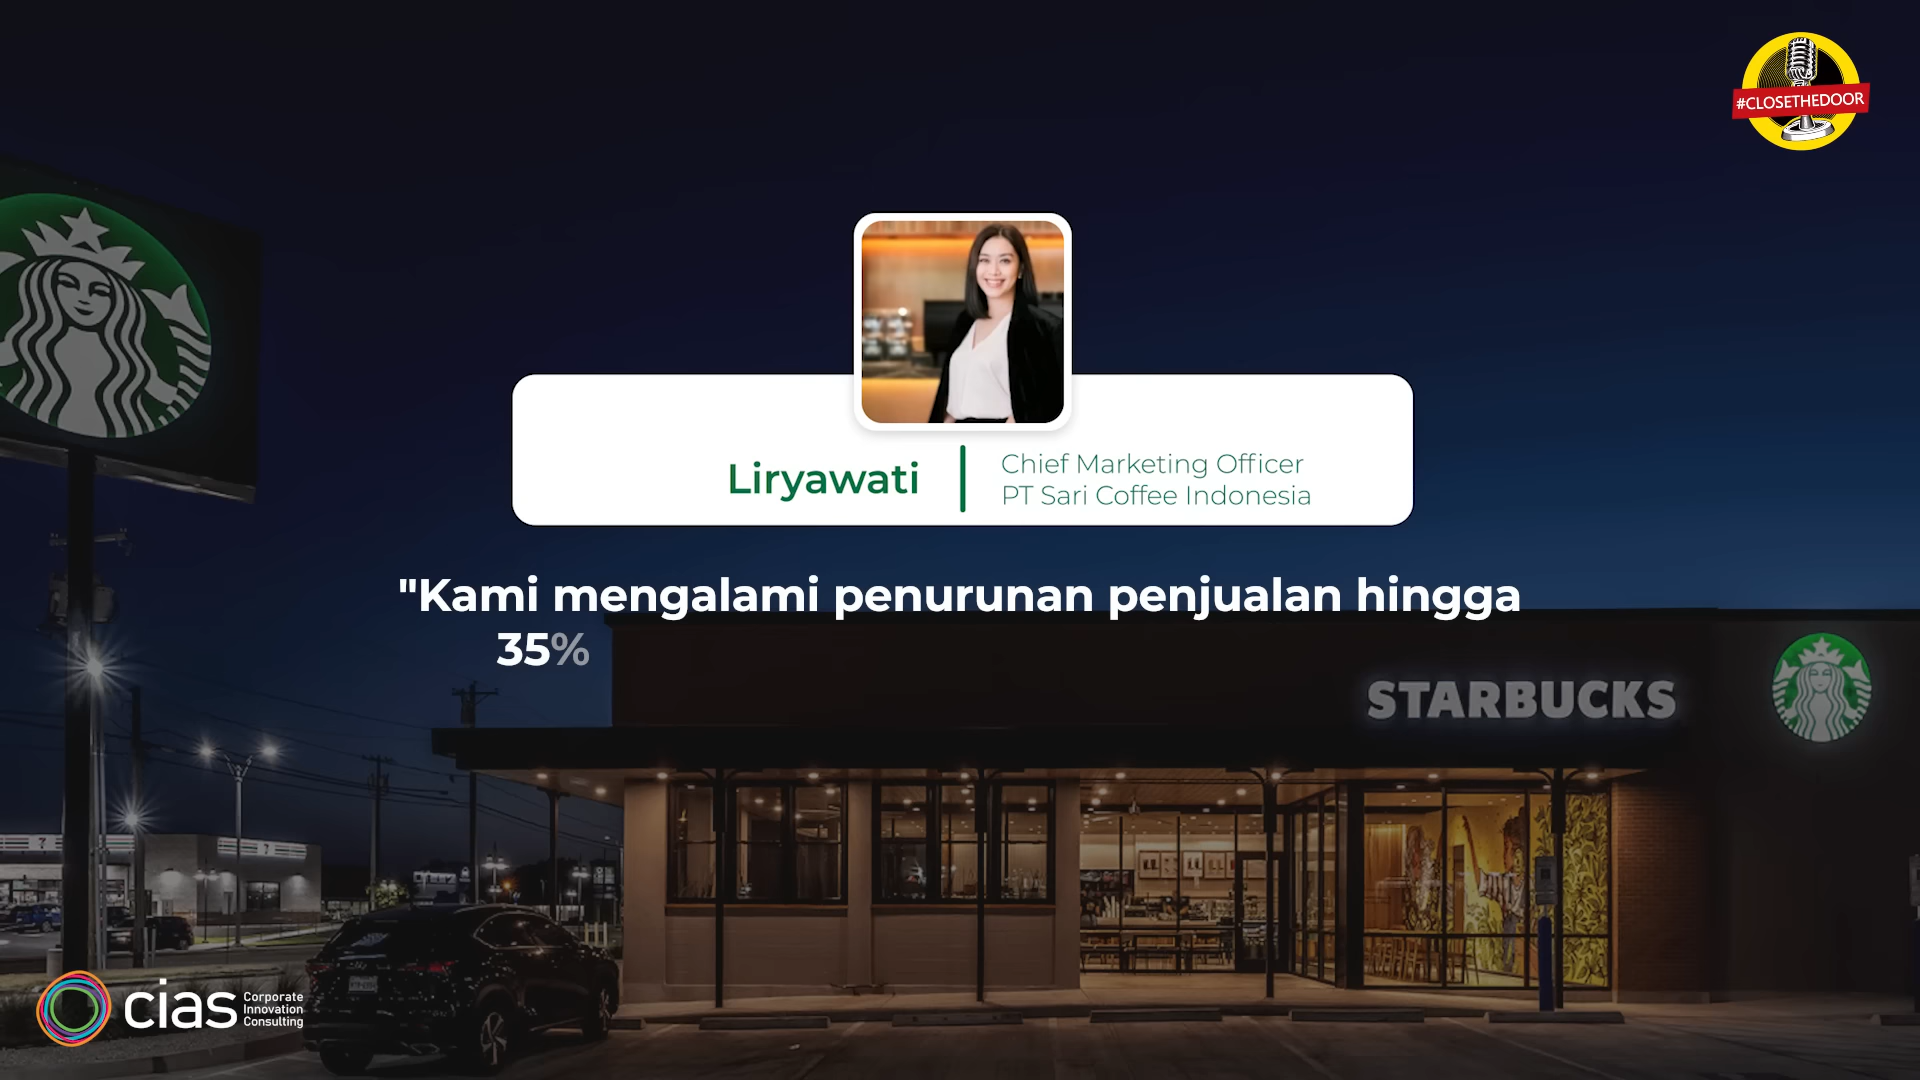 #CLOSETHEDOOR
Liryawati
Chief Marketing Officer
PT Sari Coffee Indonesia
"Kami mengalami penurunan penjualan hingga
35%
STARBUCKS
cias
Corporate
Innovation
Consulting